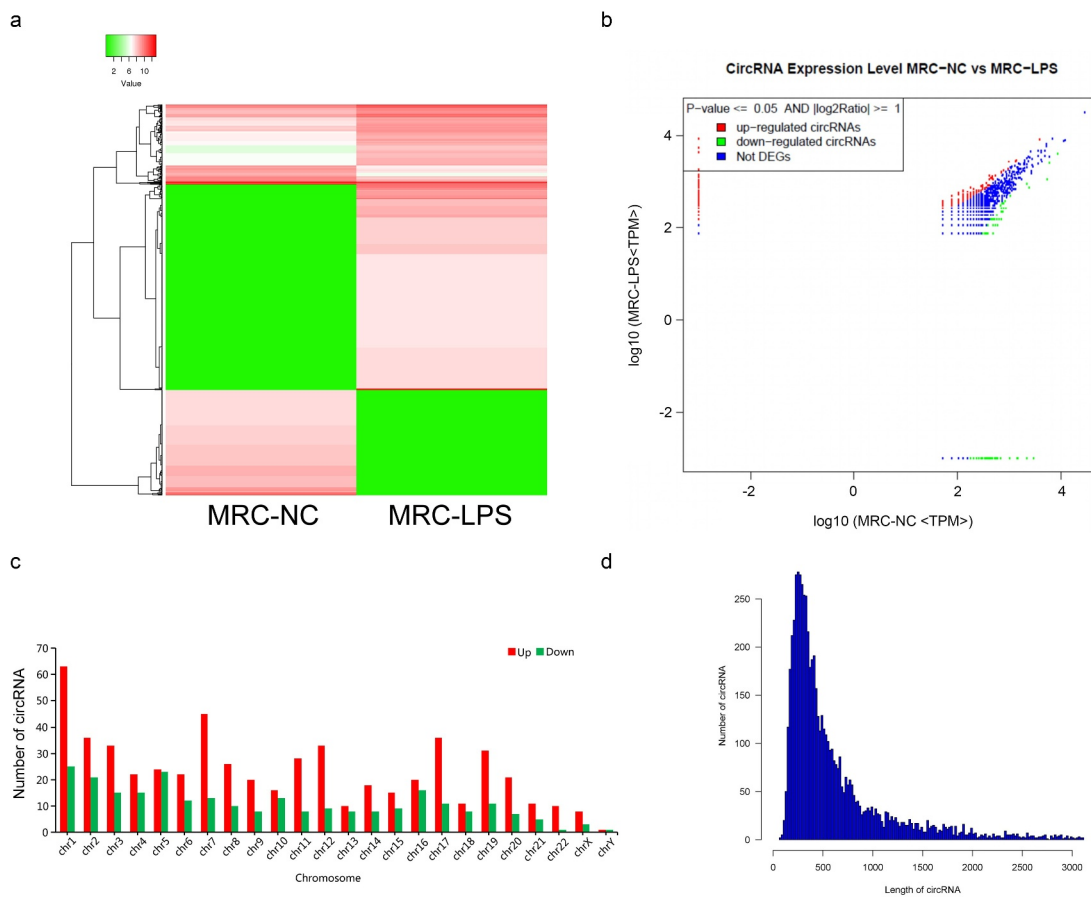 a
2 6 10
Value
MRC-NC MRC-LPS
b
CircRNA Expression Level MRC−NC vs MRC−LPS
P-value <= 0.05 AND |log2Ratio| >= 1
up-regulated circRNAs
down-regulated circRNAs
Not DEGs
log10 (MRC-LPS<TPM>)
4
2
0
-2
-2 0 2 4
log10 (MRC-NC <TPM>)
c
Up Down
Number of circRNA
70
60
50
40
30
20
10
0
chr1 chr2 chr3 chr4 chr5 chr6 chr7 chr8 chr9 chr10 chr11 chr12 chr13 chr14 chr15 chr16 chr17 chr18 chr19 chr20 chr21 chr22 chrX chrY
Chromosome
d
Number of circRNA
250
200
150
100
50
0
0 500 1000 1500 2000 2500 3000
Length of circRNA